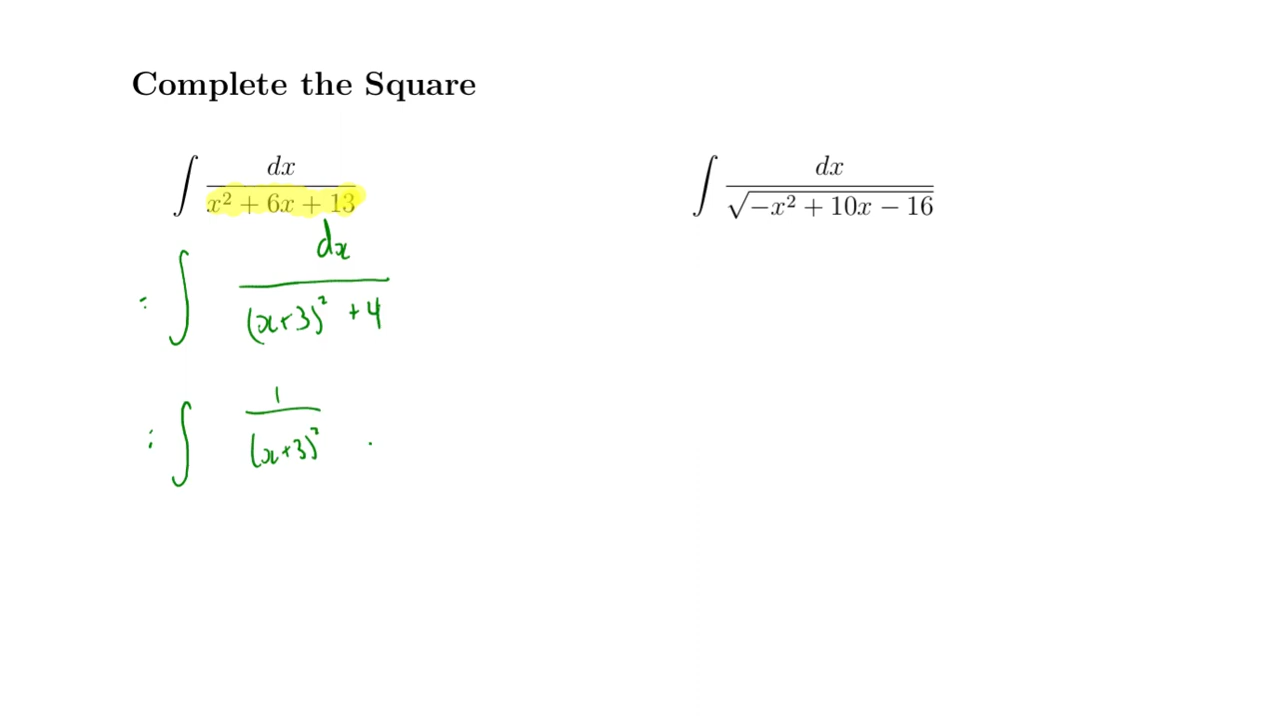 Complete the Square
∫ dx / (x² + 6x + 13)
= ∫ dx / ((x+3)² + 4)
= ∫ 1 / (x+3)² .
∫ dx / √(−x² + 10x − 16)